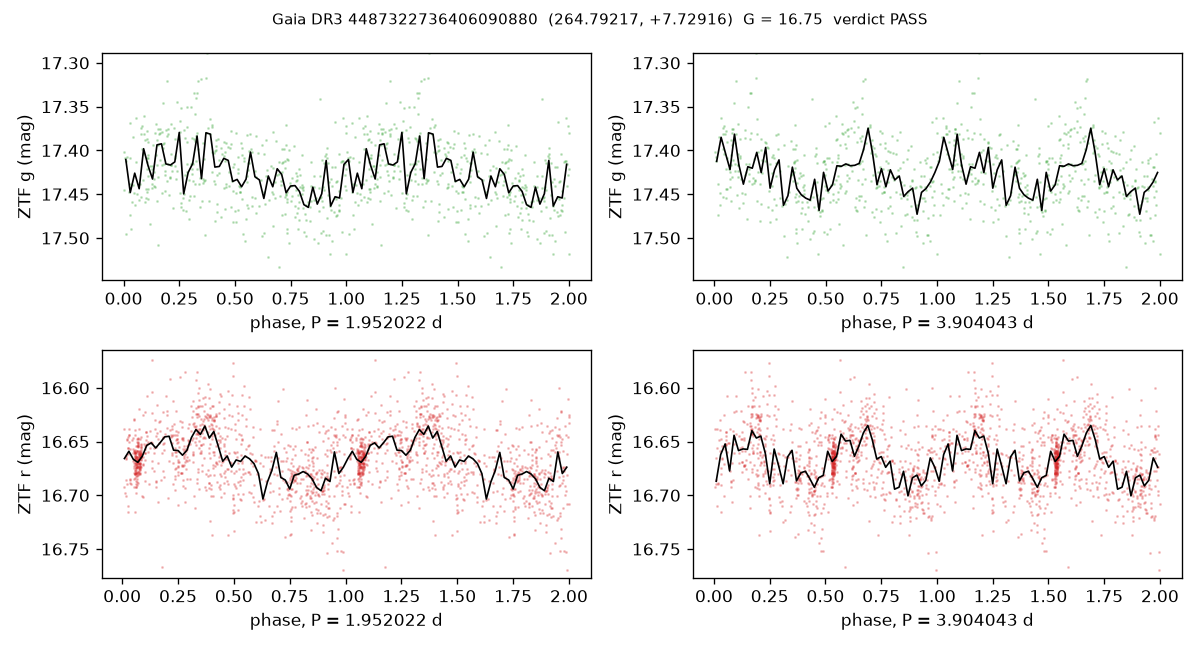 Gaia DR3 4487322736406090880 (264.79217, +7.72916) G = 16.75 verdict PASS
ZTF g (mag)
17.30
17.35
17.40
17.45
17.50
0.00 0.25 0.50 0.75 1.00 1.25 1.50 1.75 2.00
phase, P = 1.952022 d
ZTF g (mag)
17.30
17.35
17.40
17.45
17.50
0.00 0.25 0.50 0.75 1.00 1.25 1.50 1.75 2.00
phase, P = 3.904043 d
ZTF r (mag)
16.60
16.65
16.70
16.75
0.00 0.25 0.50 0.75 1.00 1.25 1.50 1.75 2.00
phase, P = 1.952022 d
ZTF r (mag)
16.60
16.65
16.70
16.75
0.00 0.25 0.50 0.75 1.00 1.25 1.50 1.75 2.00
phase, P = 3.904043 d